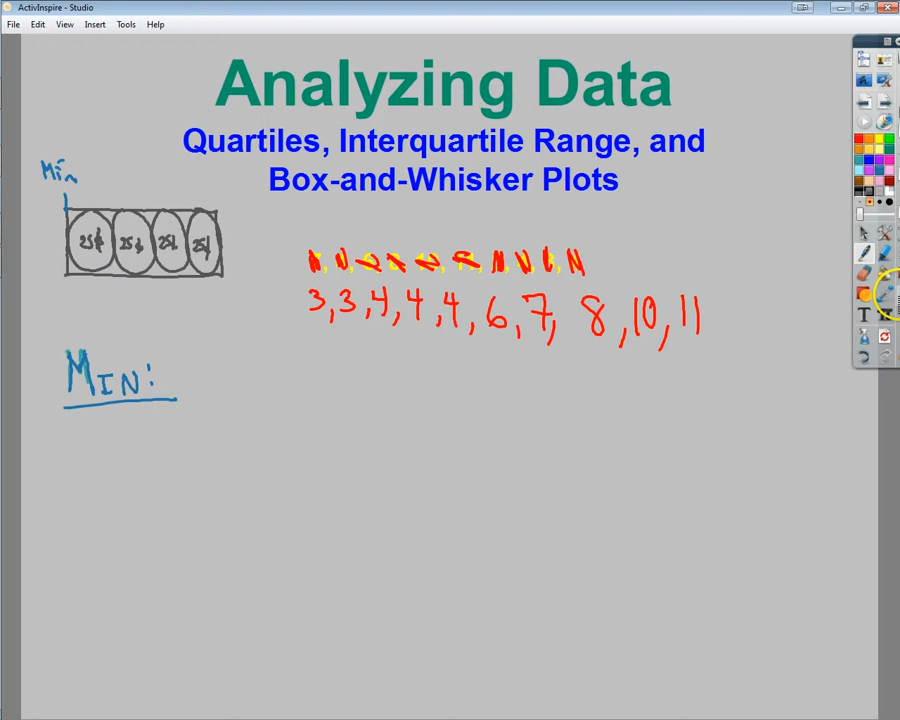 ActivInspire - Studio
File Edit View Insert Tools Help
Analyzing Data
Quartiles, Interquartile Range, and
Box-and-Whisker Plots
Min
25% 25% 25% 25%
3, 3, 4, 4, 4, 6, 7, 8, 10, 11
MIN: